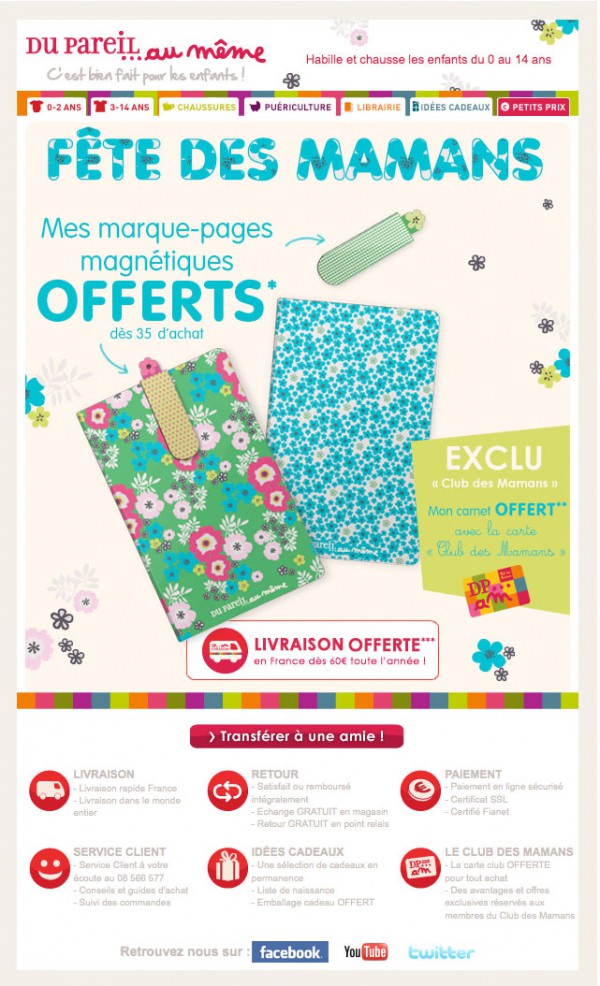 DU PAREIL
...au même
C'est bien fait pour les enfants !
Habille et chausse les enfants du 0 au 14 ans
0-2 ANS
3-14 ANS
CHAUSSURES
PUÉRICULTURE
LIBRAIRIE
IDÉES CADEAUX
€ PETITS PRIX
FÊTE DES MAMANS
Mes marque-pages
magnétiques
OFFERTS*
dès 35 d'achat
EXCLU
« Club des Mamans »
Mon carnet OFFERT**
avec la carte
« Club des Mamans »
DP
am
DU PAREIL ...au même
DU PAREIL ...au même
LIVRAISON OFFERTE***
en France dès 60€ toute l'année !
Transférer à une amie !
LIVRAISON
- Livraison rapide France
- Livraison dans le monde
entier
RETOUR
- Satisfait ou remboursé
intégralement
- Echange GRATUIT en magasin
- Retour GRATUIT en point relais
PAIEMENT
- Paiement en ligne sécurisé
- Certificat SSL
- Certifié Fianet
SERVICE CLIENT
- Service Client à votre
écoute au 08 566 577
- Conseils et guides d'achat
- Suivi des commandes
IDÉES CADEAUX
- Une sélection de cadeaux en
permanence
- Liste de naissance
- Emballage cadeau OFFERT
LE CLUB DES MAMANS
- La carte club OFFERTE
pour tout achat
- Des avantages et offres
exclusives réservés aux
membres du Club des Mamans
Retrouvez nous sur :
facebook
YouTube
twitter